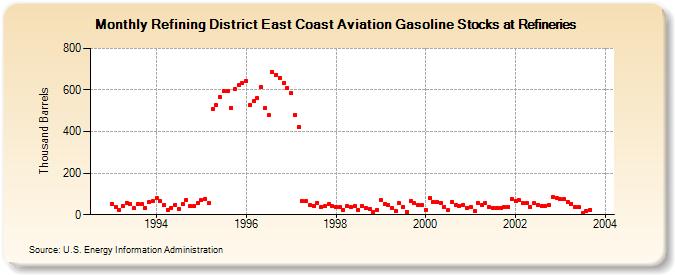 Monthly Refining District East Coast Aviation Gasoline Stocks at Refineries
Thousand Barrels
800
600
400
200
0
1994 1996 1998 2000 2002 2004
Source: U.S. Energy Information Administration